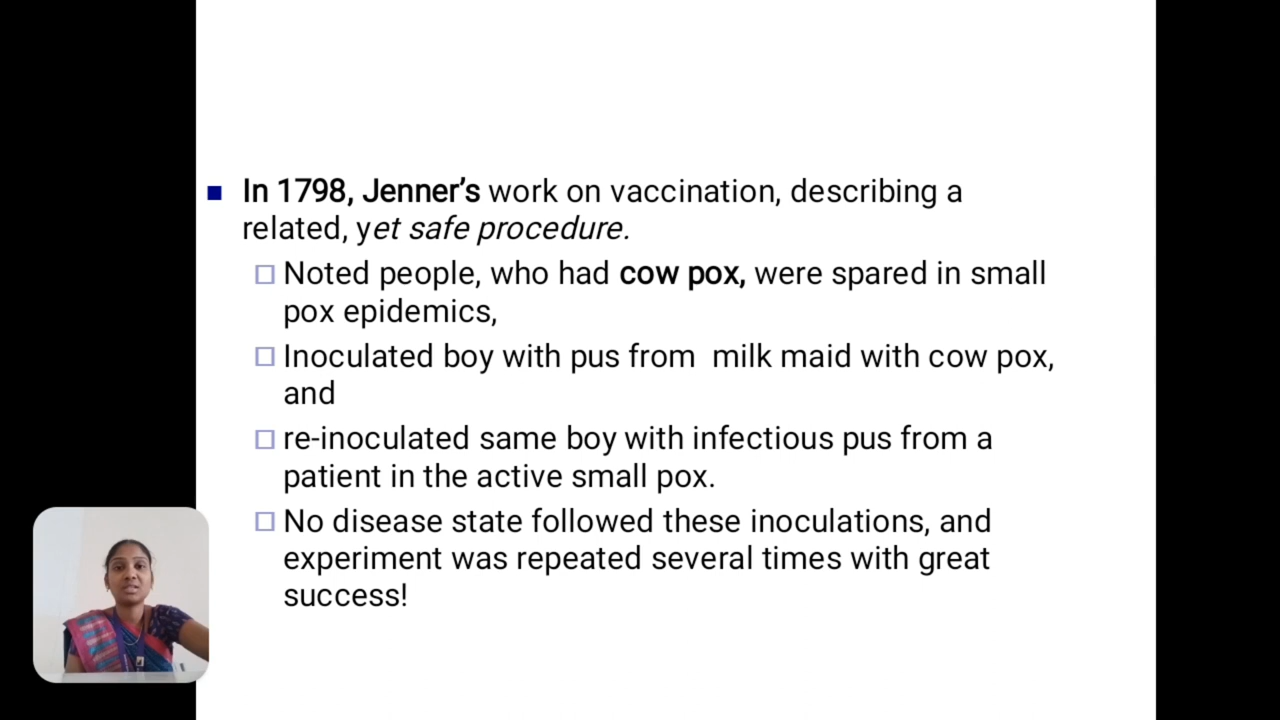 In 1798, Jenner’s work on vaccination, describing a
related, yet safe procedure.
Noted people, who had cow pox, were spared in small
pox epidemics,
Inoculated boy with pus from milk maid with cow pox,
and
re-inoculated same boy with infectious pus from a
patient in the active small pox.
No disease state followed these inoculations, and
experiment was repeated several times with great
success!